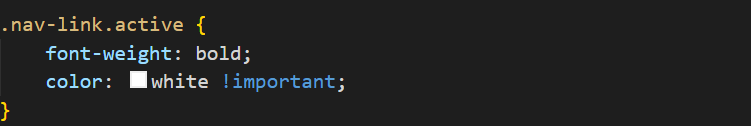 .nav-link.active {
    font-weight: bold;
    color: white !important;
}